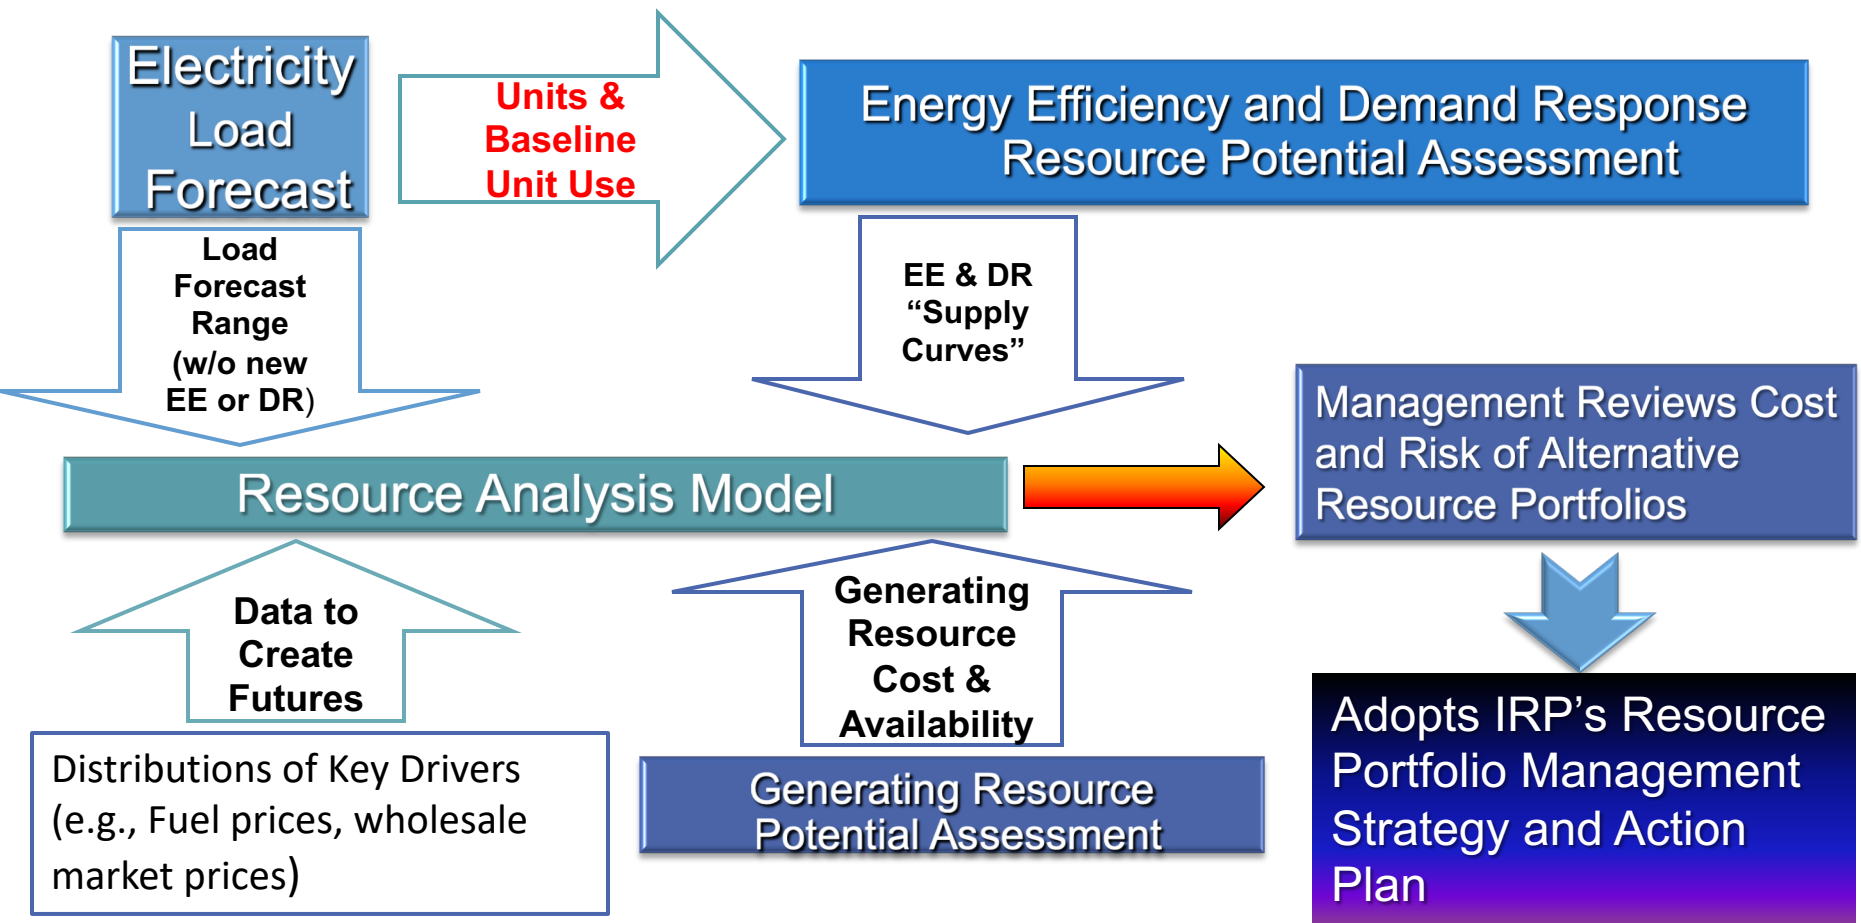 Electricity
Load
Forecast
Units &
Baseline
Unit Use
Energy Efficiency and Demand Response
Resource Potential Assessment
Load
Forecast
Range
(w/o new
EE or DR)
EE & DR
“Supply
Curves”
Resource Analysis Model
Management Reviews Cost
and Risk of Alternative
Resource Portfolios
Data to
Create
Futures
Generating
Resource
Cost &
Availability
Distributions of Key Drivers
(e.g., Fuel prices, wholesale
market prices)
Generating Resource
Potential Assessment
Adopts IRP’s Resource
Portfolio Management
Strategy and Action
Plan